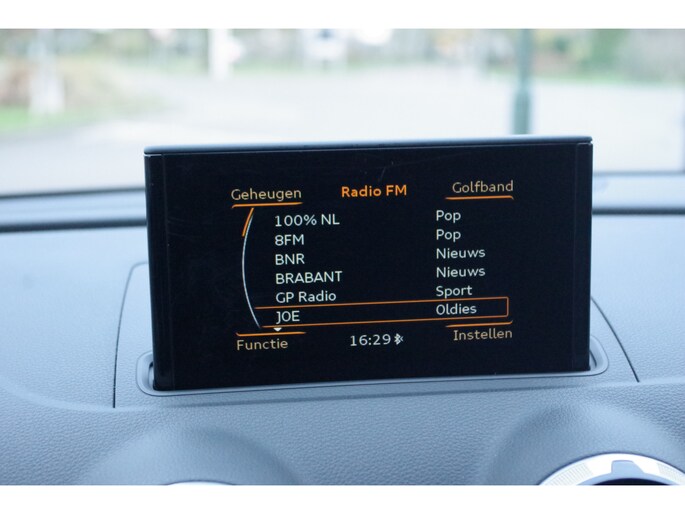 Geheugen Radio FM Golfband
100% NL Pop
8FM Pop
BNR Nieuws
BRABANT Nieuws
GP Radio Sport
JOE Oldies
Functie 16:29 Instellen